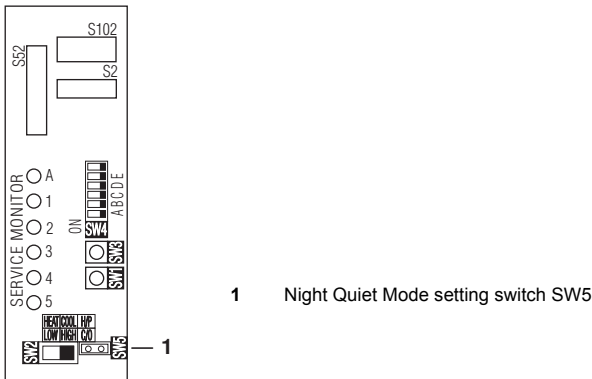 S102
S52
S2
SERVICE MONITOR
A
1
2
3
4
5
ON
ABCDE
SW4
SW3
SW1
HEAT COOL H/P
LOW HIGH C/O
SW2
SW5
1
1 Night Quiet Mode setting switch SW5